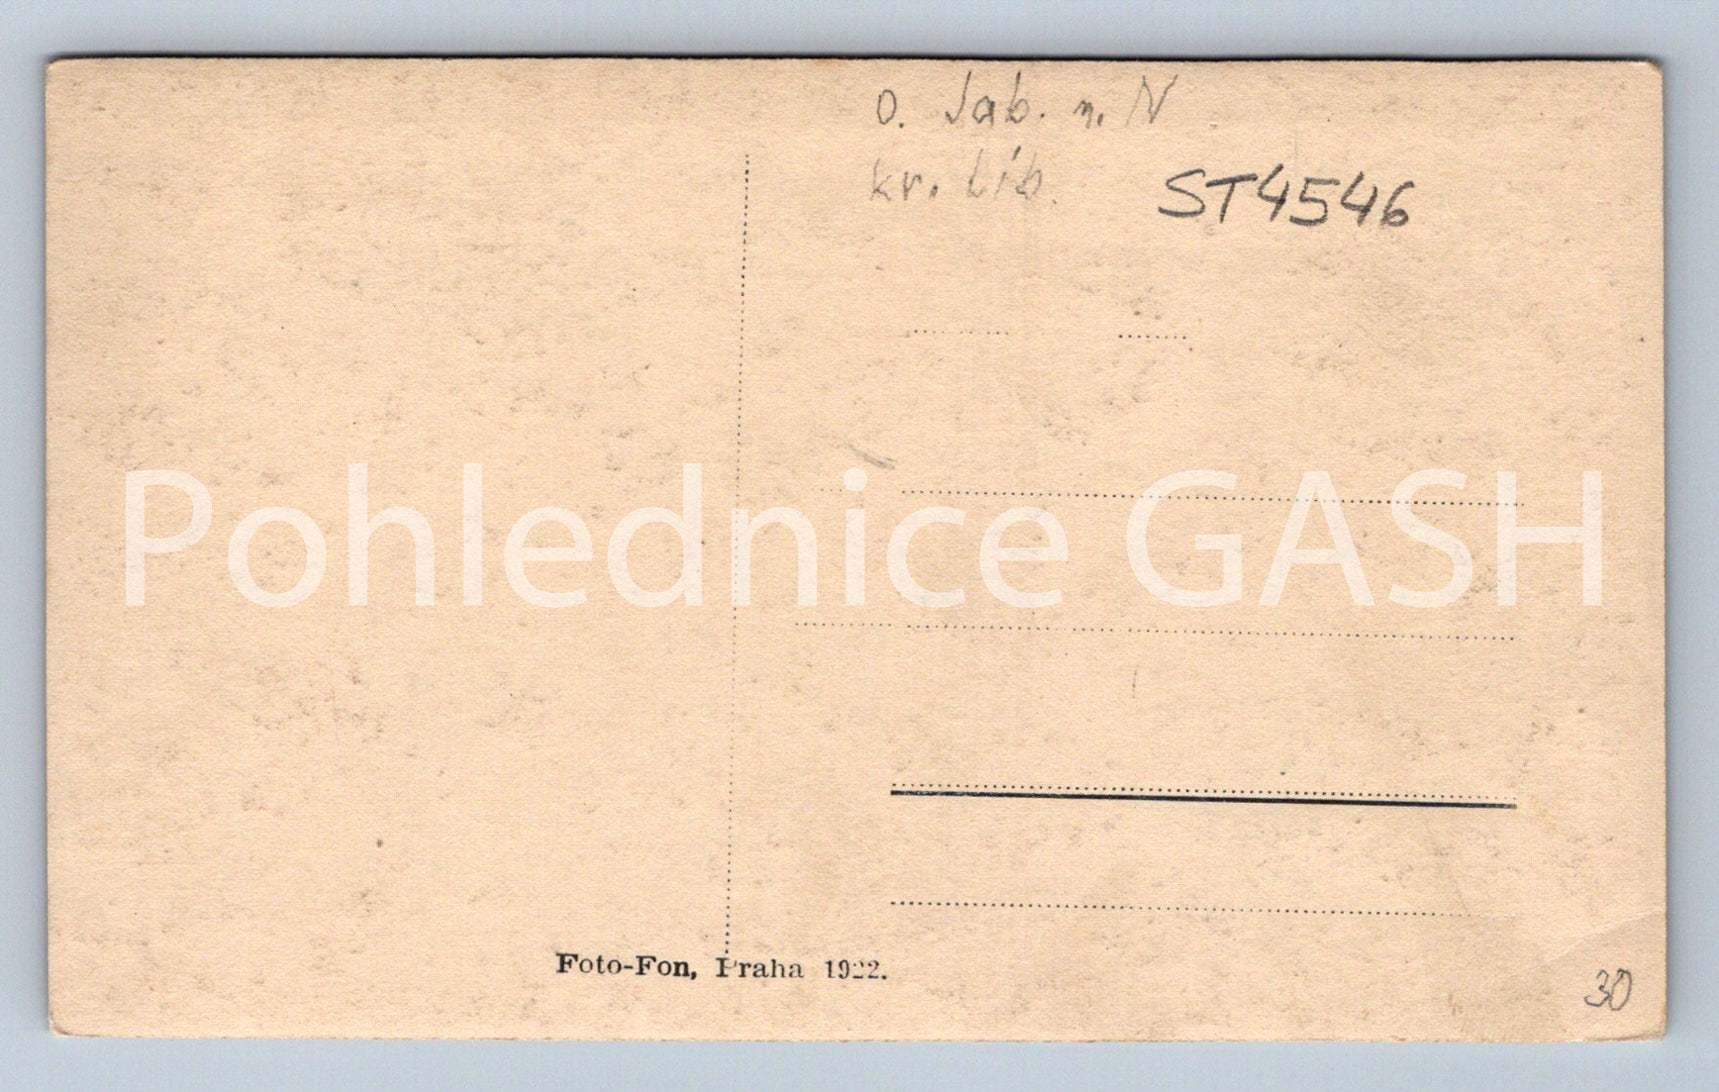 o. Jab. n. N
kr. Lib.
ST4546
Pohlednice GASH
Foto-Fon, Praha 1922.
30